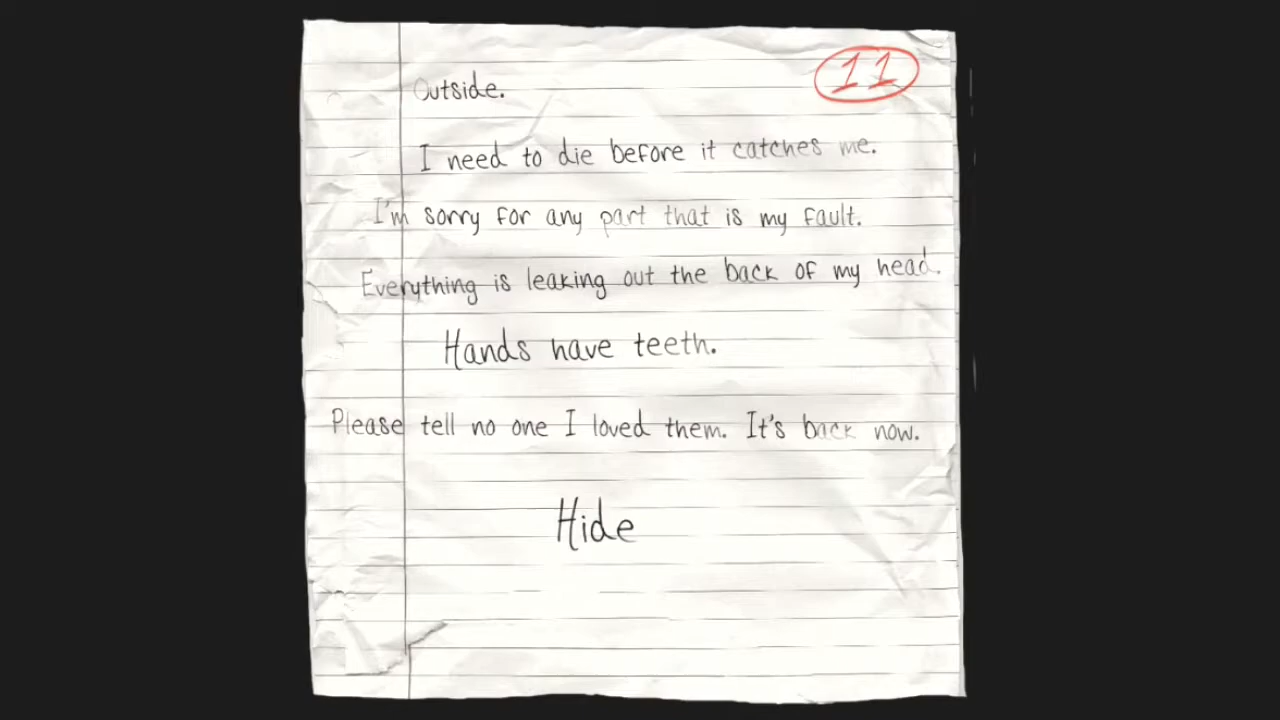 11
Outside.
I need to die before it catches me.
I'm sorry for any part that is my fault.
Everything is leaking out the back of my head.
Hands have teeth.
Please tell no one I loved them. It's back now.
Hide